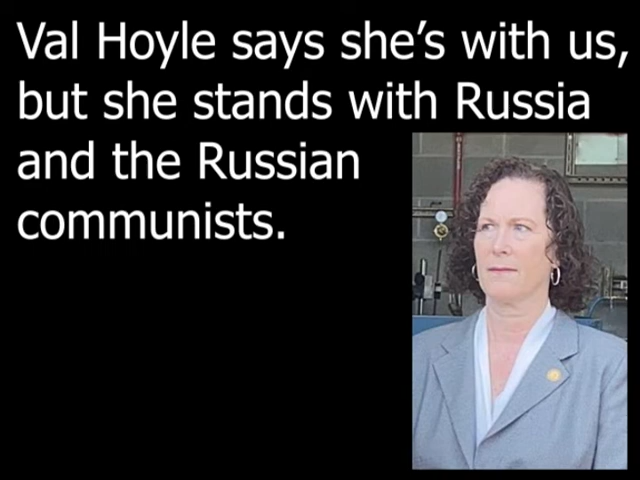 Val Hoyle says she's with us,
but she stands with Russia
and the Russian
communists.